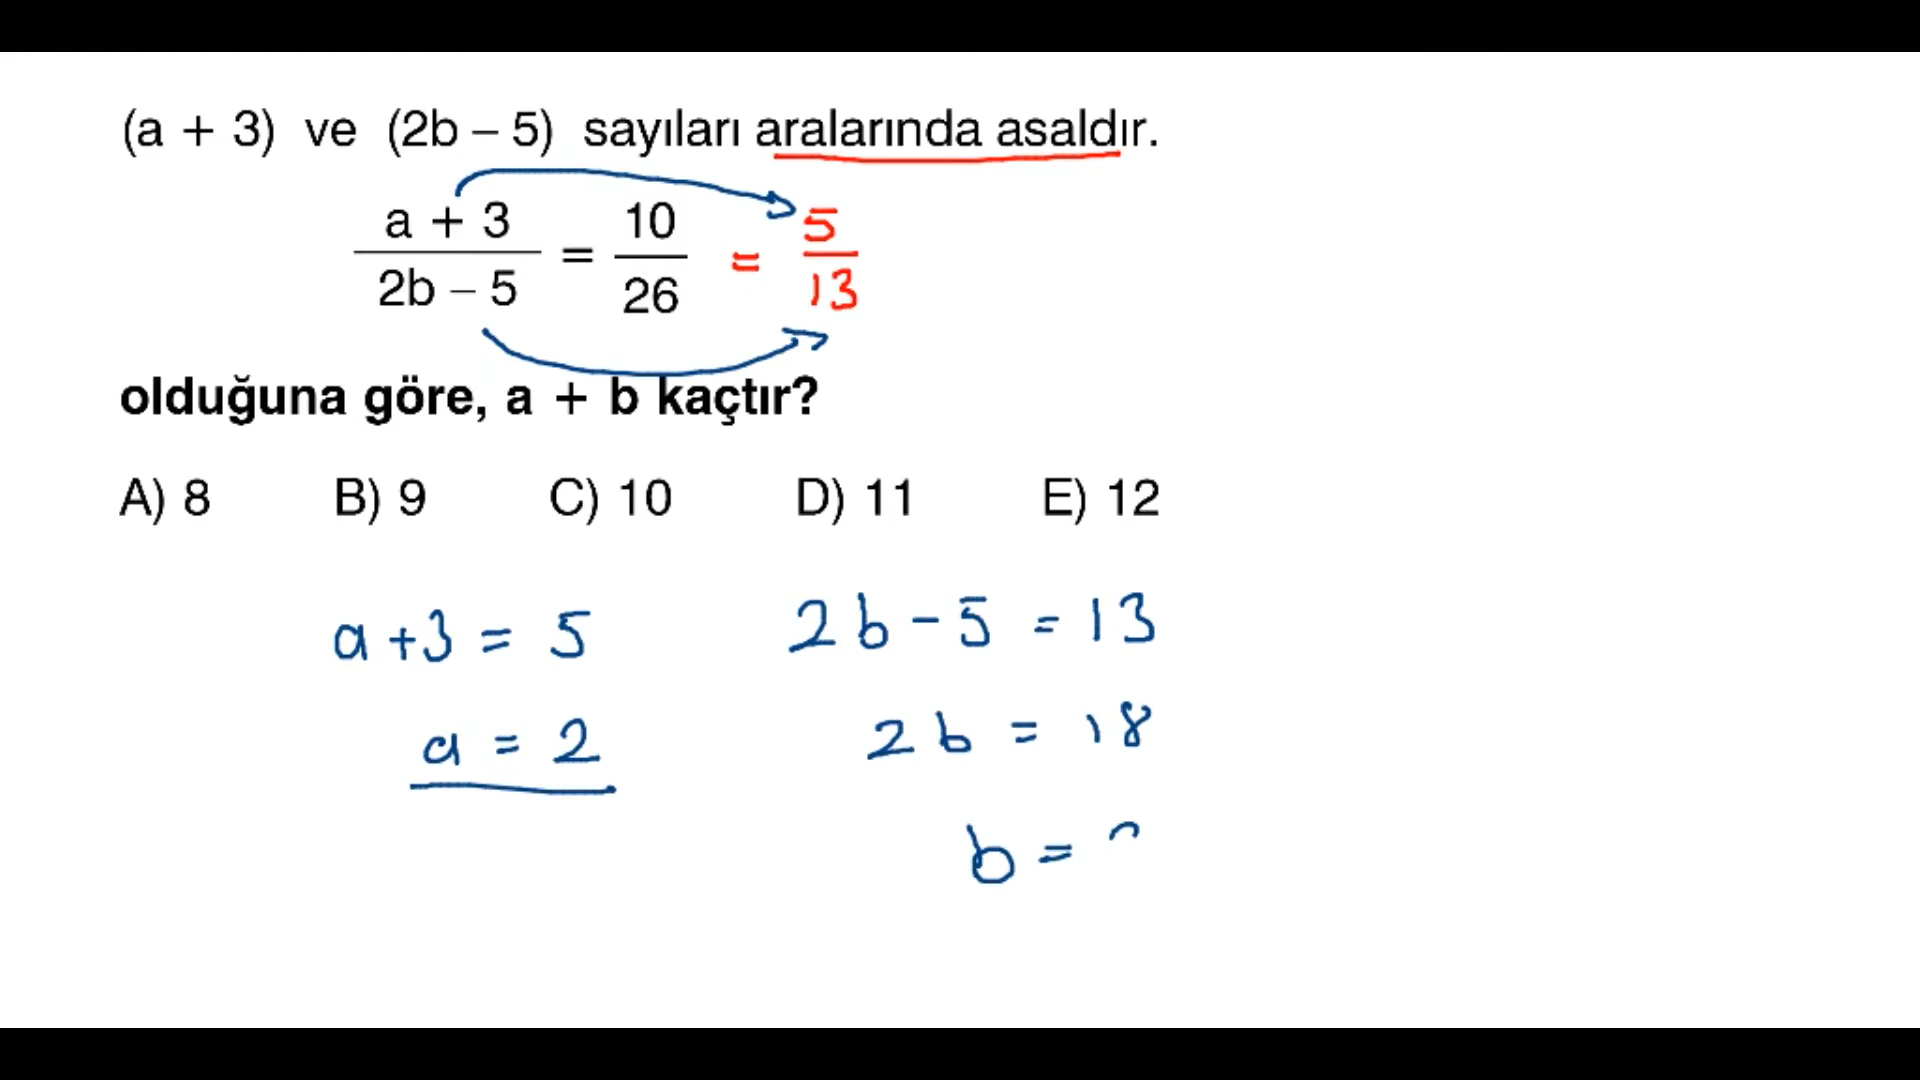 (a + 3) ve (2b – 5) sayıları aralarında asaldır.
a + 3 / 2b – 5 = 10 / 26 = 5 / 13
olduğuna göre, a + b kaçtır?
A) 8 B) 9 C) 10 D) 11 E) 12
a + 3 = 5 2b - 5 = 13
a = 2 2b = 18
b =